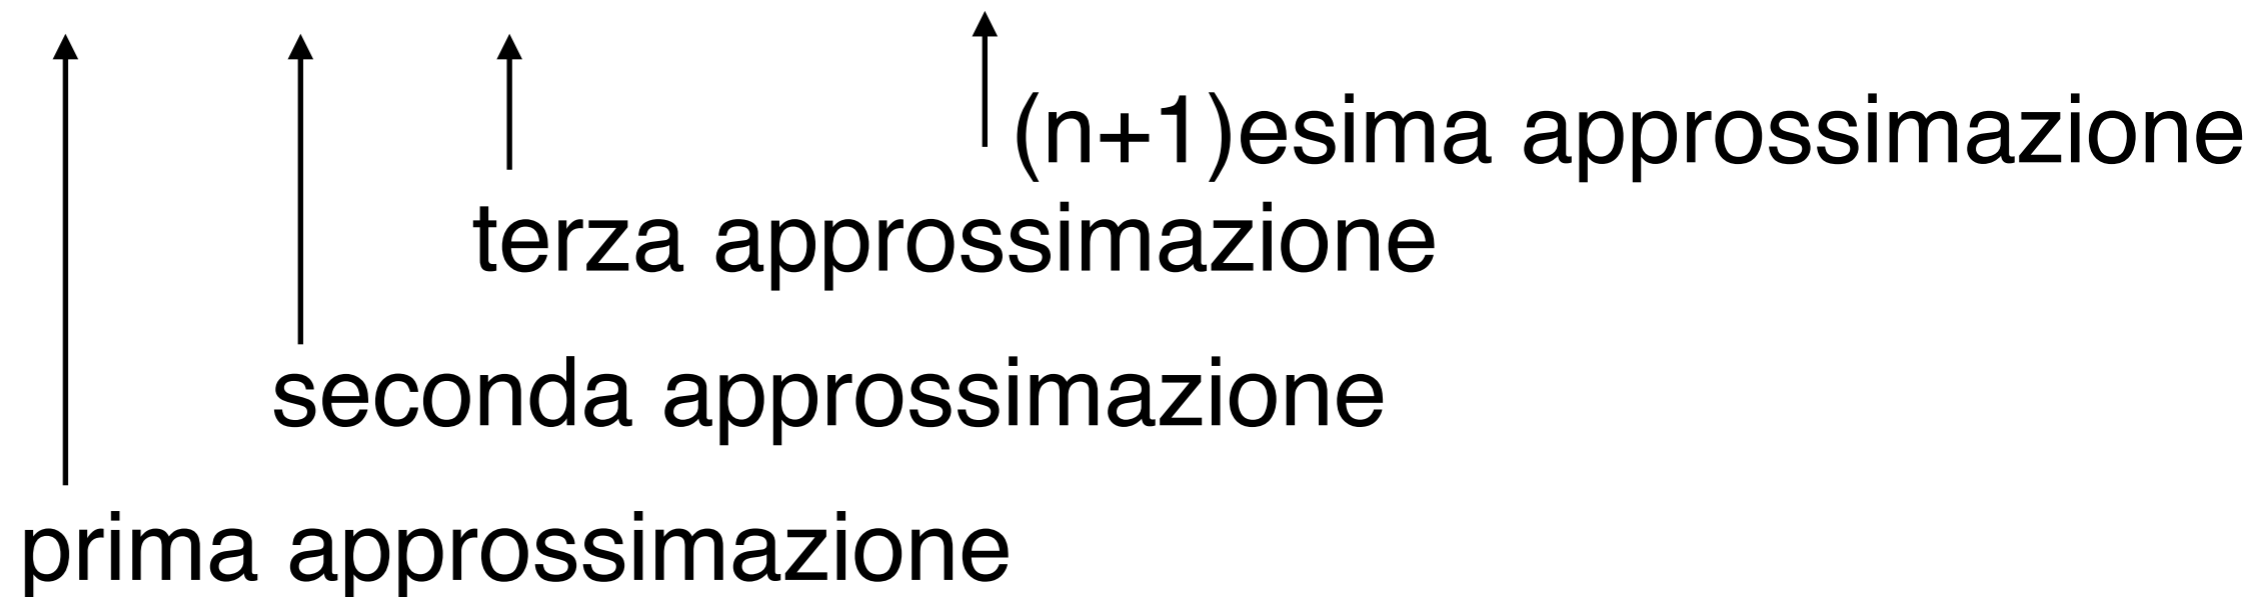 (n+1)esima approssimazione
terza approssimazione
seconda approssimazione
prima approssimazione